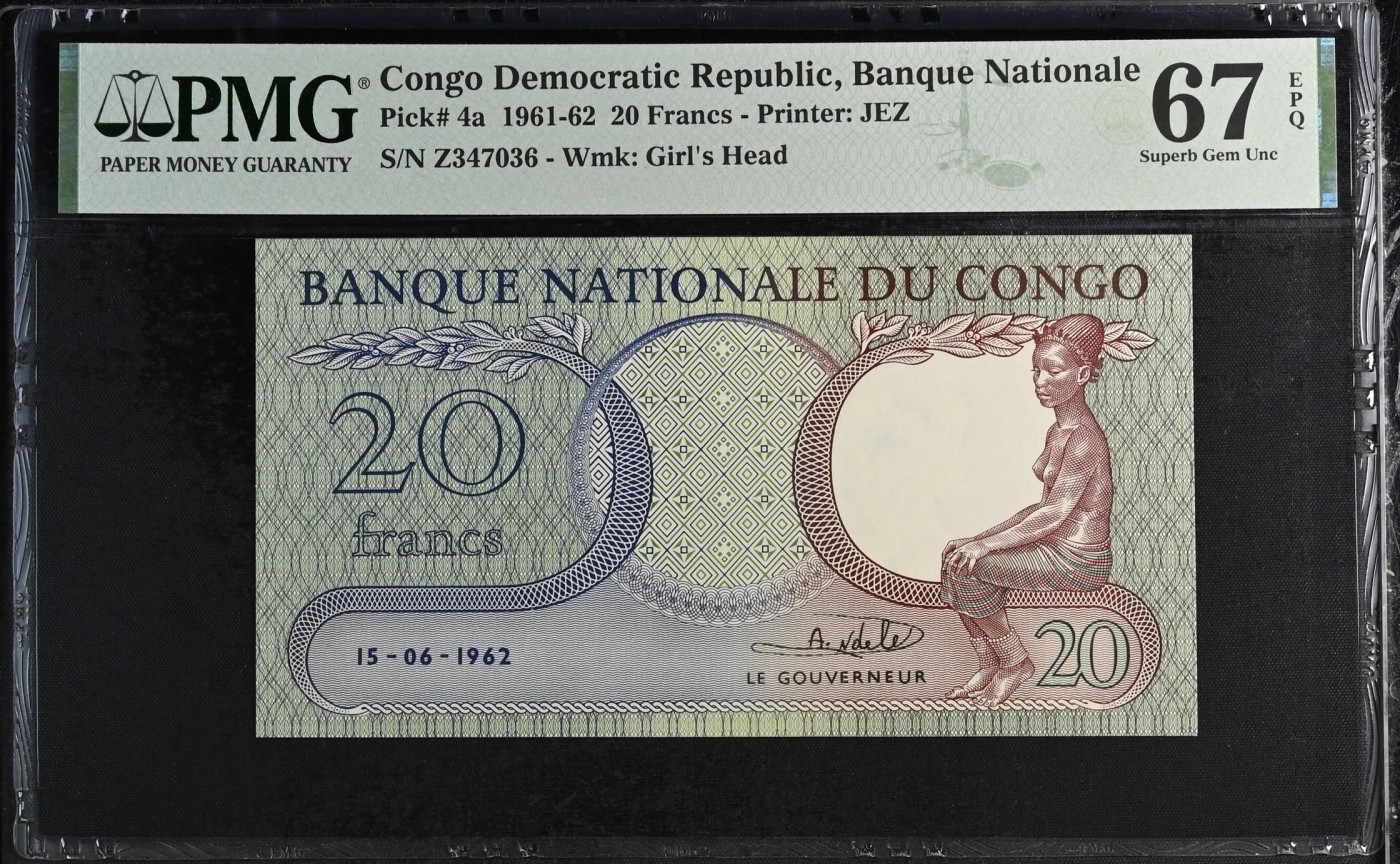 PMG®
PAPER MONEY GUARANTY
Congo Democratic Republic, Banque Nationale
Pick# 4a 1961-62 20 Francs - Printer: JEZ
S/N Z347036 - Wmk: Girl's Head
67
EPQ
Superb Gem Unc
BANQUE NATIONALE DU CONGO
20
francs
15-06-1962
A. Ndele
LE GOUVERNEUR
20